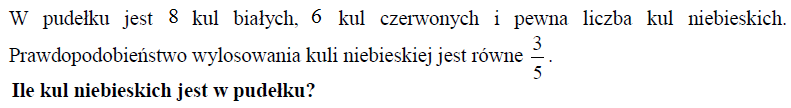 W pudełku jest 8 kul białych, 6 kul czerwonych i pewna liczba kul niebieskich.
Prawdopodobieństwo wylosowania kuli niebieskiej jest równe 3/5 .
Ile kul niebieskich jest w pudełku?